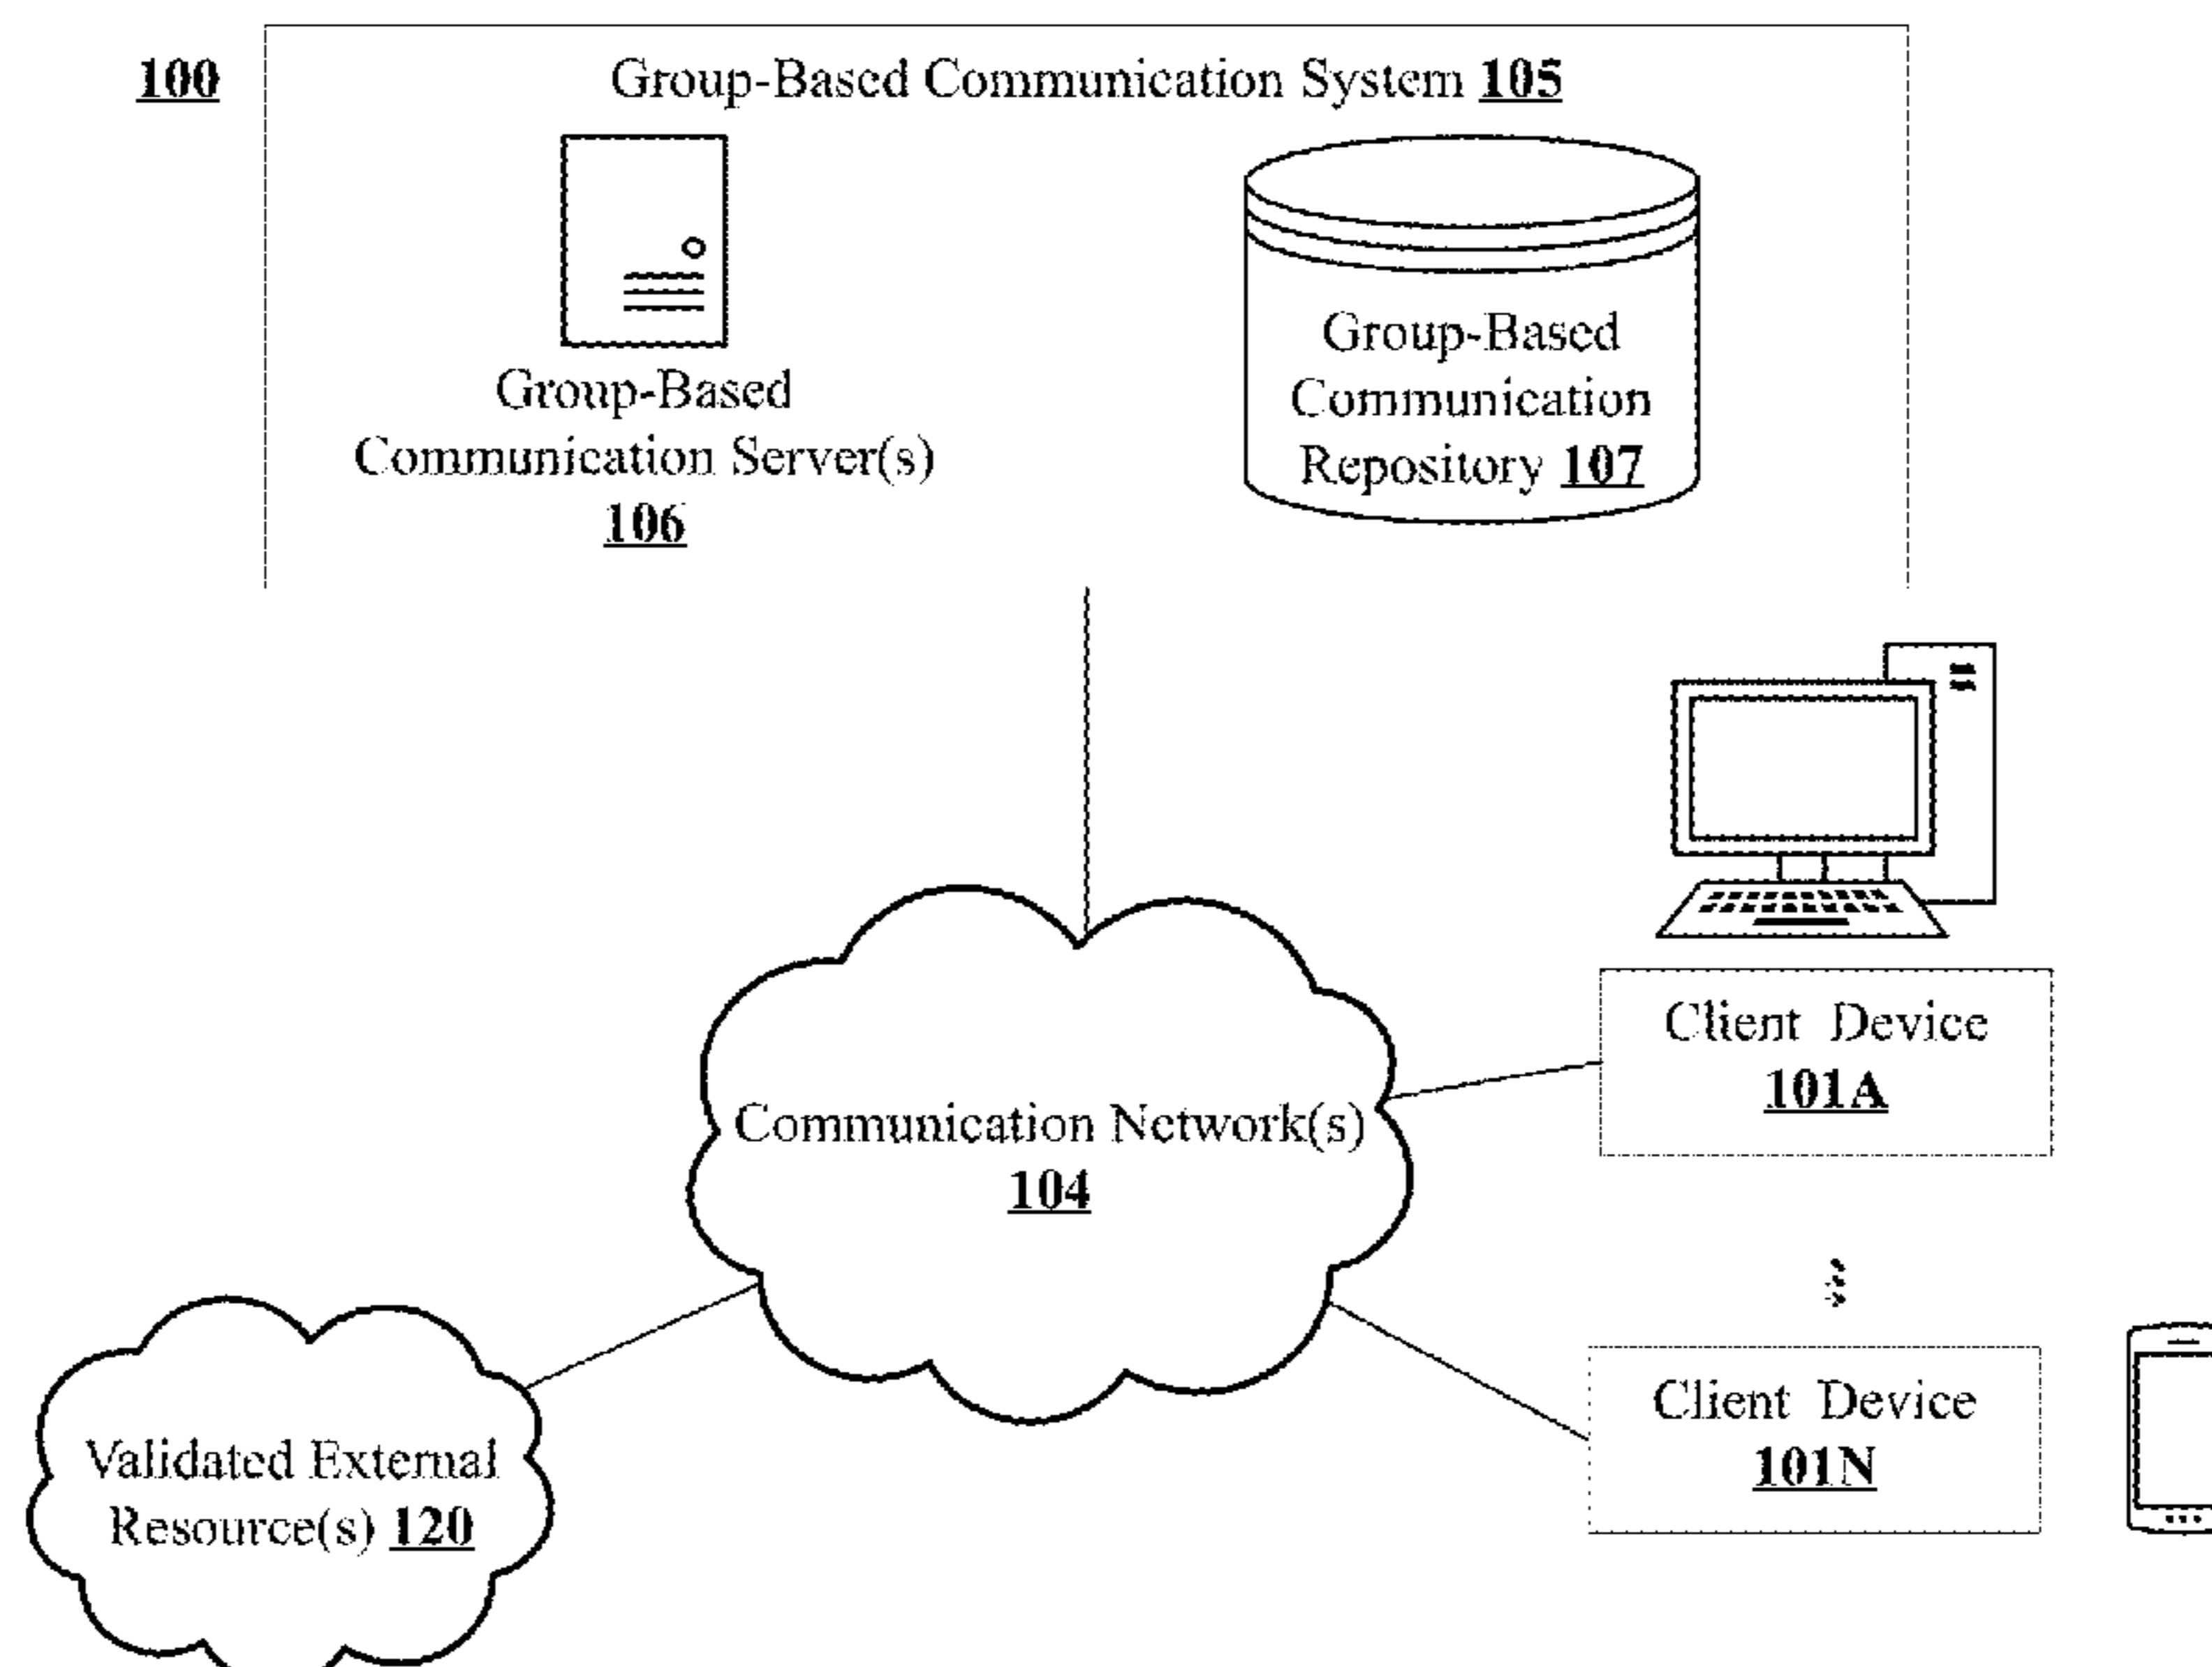 100
Group-Based Communication System 105
Group-Based
Communication Server(s)
106
Group-Based
Communication
Repository 107
Communication Network(s)
104
Client Device
101A
Client Device
101N
Validated External
Resource(s) 120